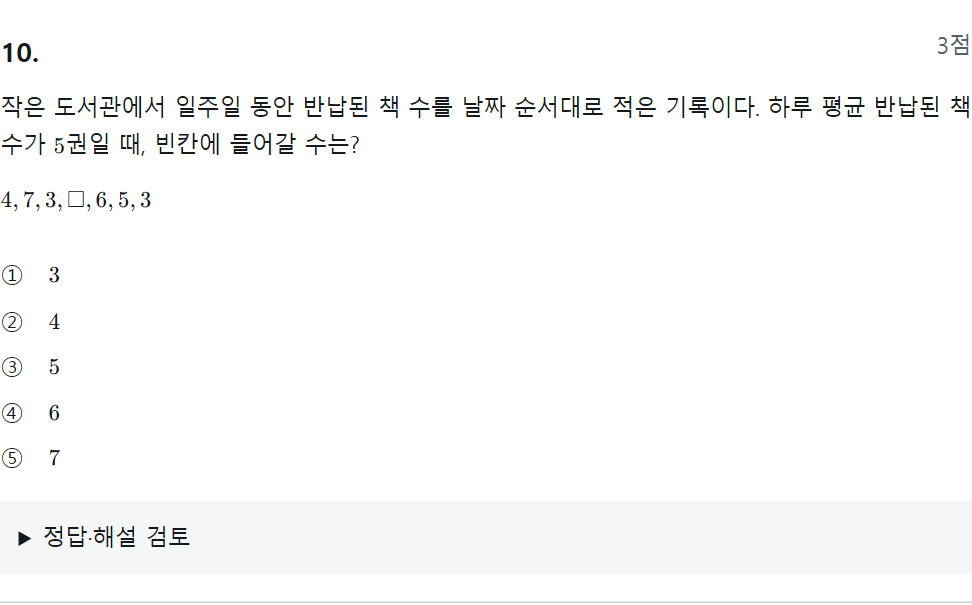 10.
3점
작은 도서관에서 일주일 동안 반납된 책 수를 날짜 순서대로 적은 기록이다. 하루 평균 반납된 책
수가 5권일 때, 빈칸에 들어갈 수는?
4, 7, 3, □, 6, 5, 3
① 3
② 4
③ 5
④ 6
⑤ 7
▶ 정답·해설 검토